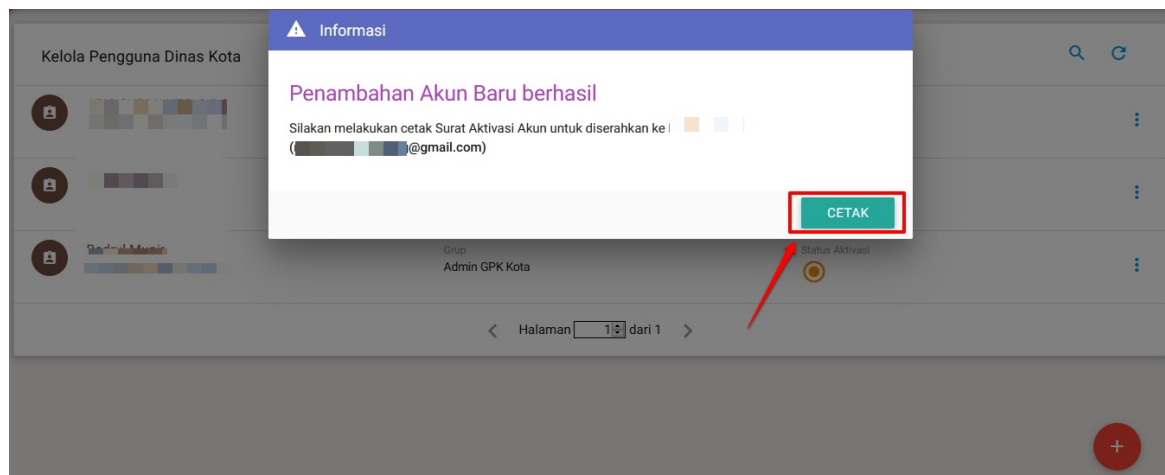 Informasi
Kelola Pengguna Dinas Kota
Penambahan Akun Baru berhasil
Silakan melakukan cetak Surat Aktivasi Akun untuk diserahkan ke
@gmail.com)
CETAK
Grup
Status Aktivasi
Admin GPK Kota
Halaman 1 dari 1